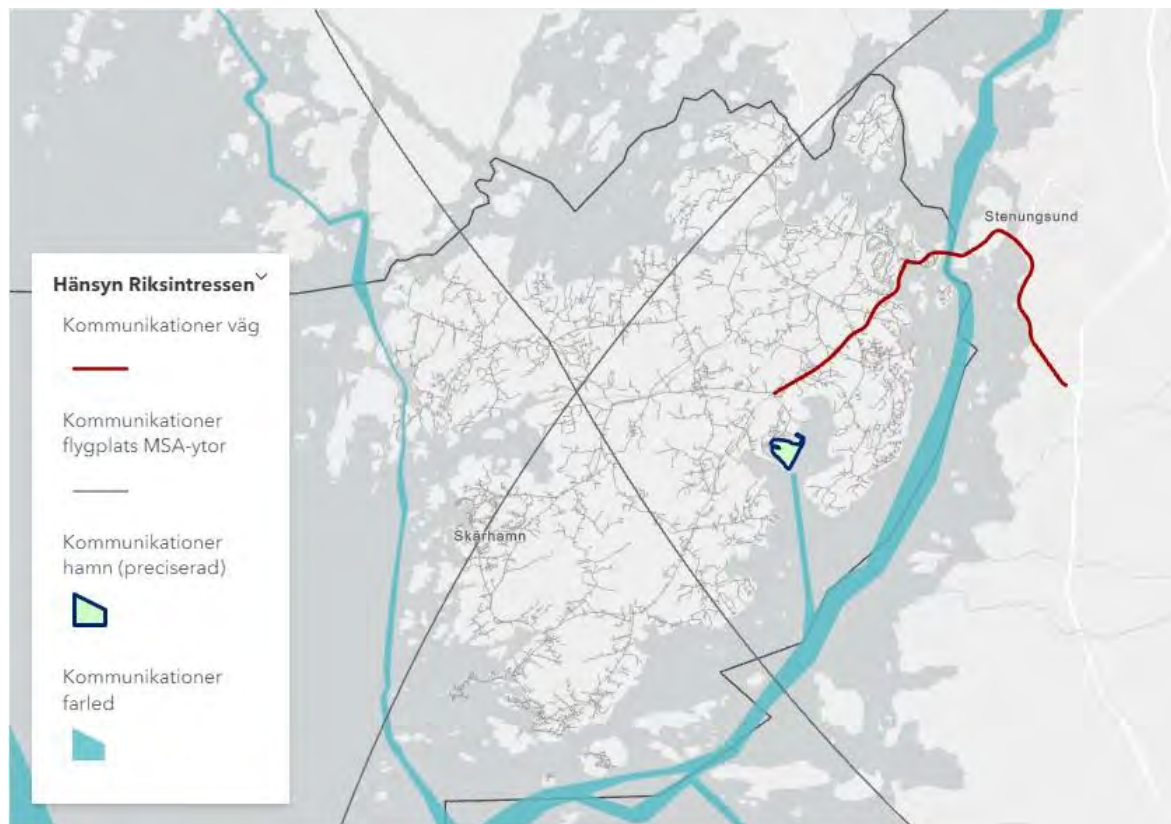 Stenungsund
Hänsyn Riksintressen
Kommunikationer väg
Kommunikationer
flygplats MSA-ytor
Kommunikationer
hamn (preciserad)
Kommunikationer
farled
Skärhamn